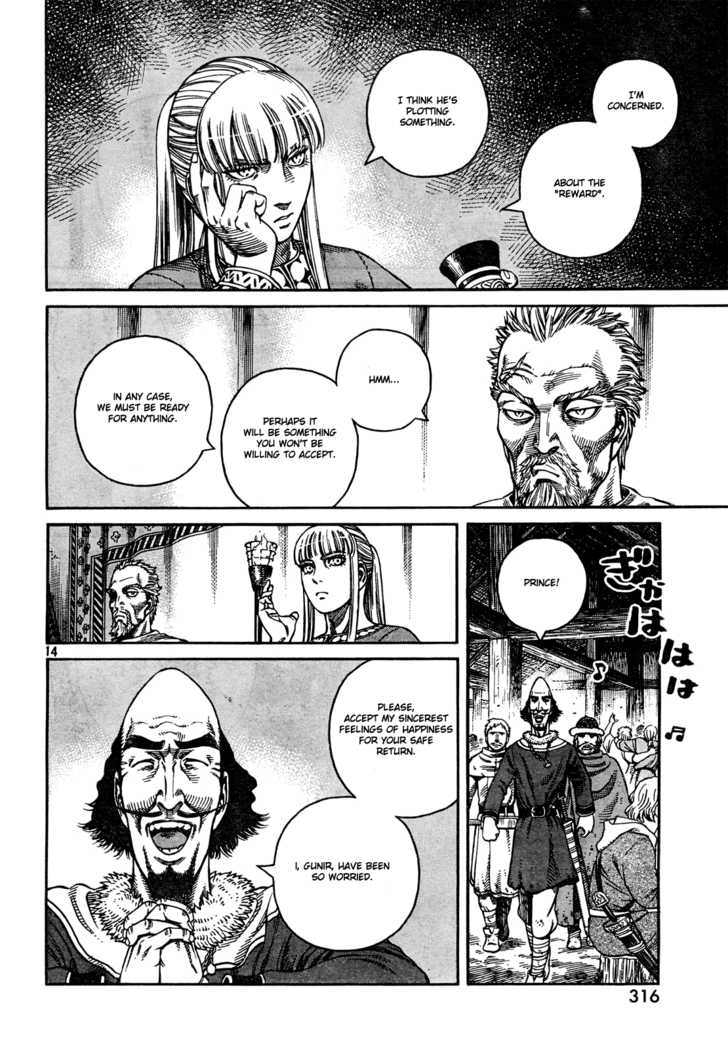 I'M
CONCERNED.
ABOUT THE
"REWARD".
I THINK HE'S
PLOTTING
SOMETHING.
HMM...
PERHAPS IT
WILL BE SOMETHING
YOU WON'T BE
WILLING TO ACCEPT.
IN ANY CASE,
WE MUST BE READY
FOR ANYTHING.
PRINCE!
ぎゃはははは
14
PLEASE,
ACCEPT MY SINCEREST
FEELINGS OF HAPPINESS
FOR YOUR SAFE
RETURN.
I, GUNIR, HAVE BEEN
SO WORRIED.
316